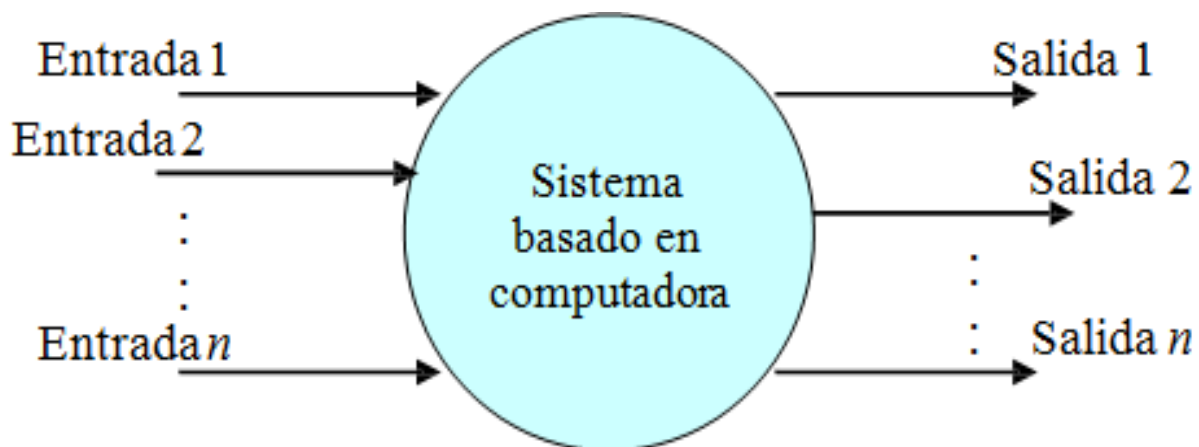 Entrada 1
Entrada 2
:
:
Entrada n
Sistema
basado en
computadora
Salida 1
Salida 2
:
:
Salida n